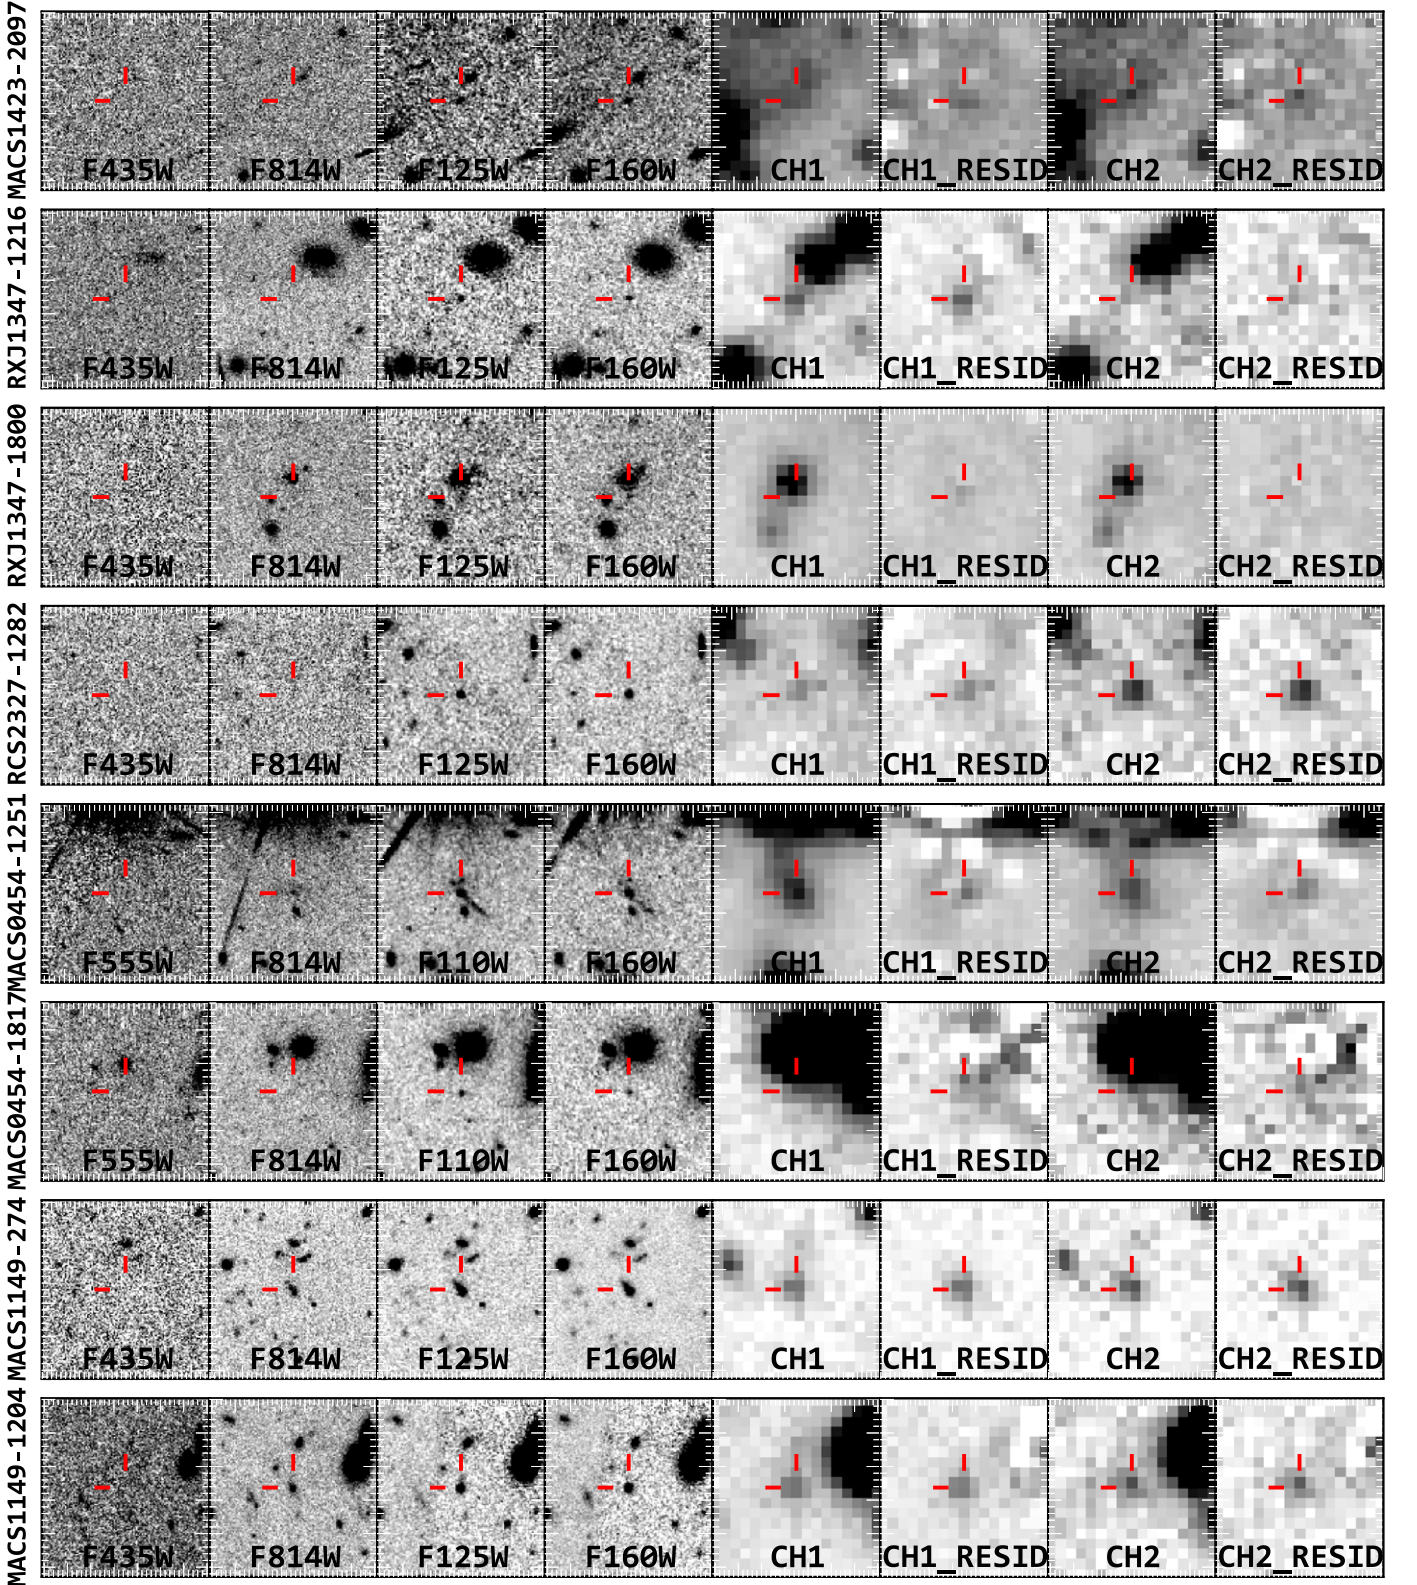 MACS1423-2097
F435W F814W F125W F160W CH1 CH1_RESID CH2 CH2_RESID
RXJ1347-1216
F435W F814W F125W F160W CH1 CH1_RESID CH2 CH2_RESID
RXJ1347-1800
F435W F814W F125W F160W CH1 CH1_RESID CH2 CH2_RESID
RCS2327-1282
F435W F814W F125W F160W CH1 CH1_RESID CH2 CH2_RESID
MACS0454-1251
F555W F814W F110W F160W CH1 CH1_RESID CH2 CH2_RESID
MACS0454-1817
F555W F814W F110W F160W CH1 CH1_RESID CH2 CH2_RESID
MACS1149-274
F435W F814W F125W F160W CH1 CH1_RESID CH2 CH2_RESID
MACS1149-1204
F435W F814W F125W F160W CH1 CH1_RESID CH2 CH2_RESID